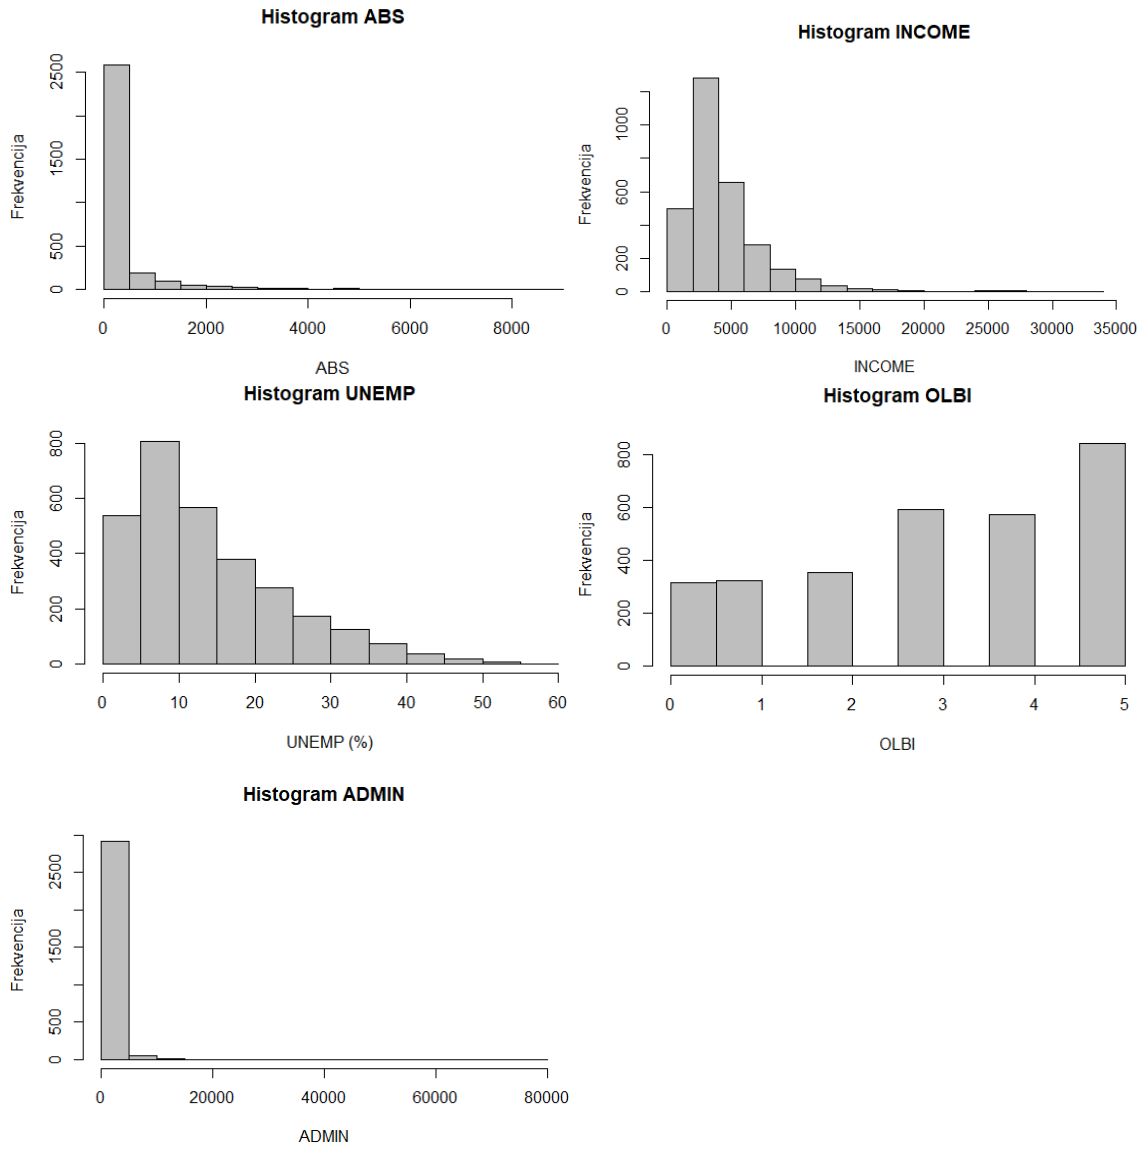 Histogram ABS
Frekvencija
2500
1500
500
0
0 2000 4000 6000 8000
ABS
Histogram INCOME
Frekvencija
1000
600
200
0
0 5000 10000 15000 20000 25000 30000 35000
INCOME
Histogram UNEMP
Frekvencija
800
600
400
200
0
0 10 20 30 40 50 60
UNEMP (%)
Histogram OLBI
Frekvencija
800
600
400
200
0
0 1 2 3 4 5
OLBI
Histogram ADMIN
Frekvencija
2500
1500
500
0
0 20000 40000 60000 80000
ADMIN